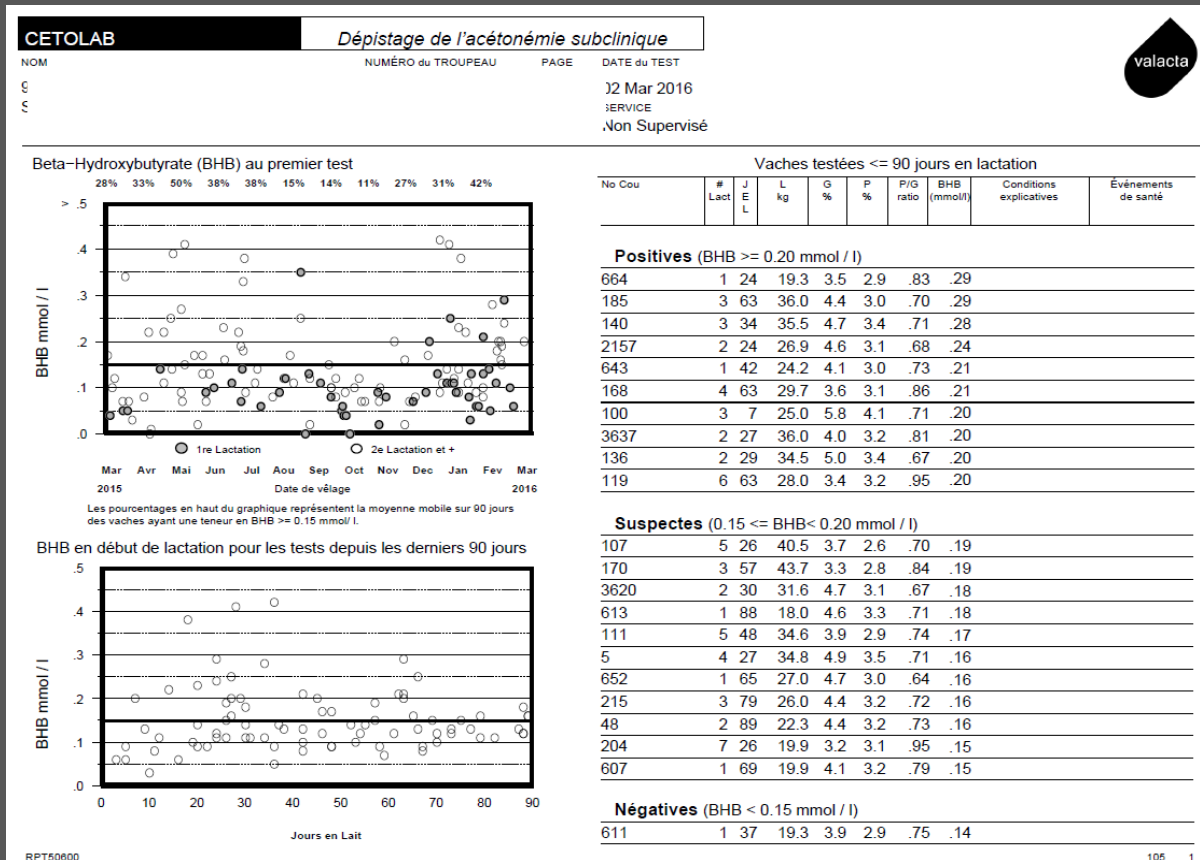 CETOLAB Dépistage de l'acétonémie subclinique
valacta
NOM NUMÉRO du TROUPEAU PAGE DATE du TEST
02 Mar 2016
SERVICE
Non Supervisé
Beta-Hydroxybutyrate (BHB) au premier test
28% 33% 50% 38% 38% 15% 14% 11% 27% 31% 42%
> .5
.4
.3
.2
.1
.0
BHB mmol / l
1re Lactation 2e Lactation et +
Mar Avr Mai Jun Jul Aou Sep Oct Nov Dec Jan Fev Mar
2015 Date de vêlage 2016
Les pourcentages en haut du graphique représentent la moyenne mobile sur 90 jours
des vaches ayant une teneur en BHB >= 0.15 mmol/ l.
BHB en début de lactation pour les tests depuis les derniers 90 jours
.5
.4
.3
.2
.1
.0
BHB mmol / l
0 10 20 30 40 50 60 70 80 90
Jours en Lait
RPT50600
Vaches testées <= 90 jours en lactation
No Cou # Lact J E L L kg G % P % P/G ratio BHB (mmol/l) Conditions explicatives Événements de santé
Positives (BHB >= 0.20 mmol / l)
664 1 24 19.3 3.5 2.9 .83 .29
185 3 63 36.0 4.4 3.0 .70 .29
140 3 34 35.5 4.7 3.4 .71 .28
2157 2 24 26.9 4.6 3.1 .68 .24
643 1 42 24.2 4.1 3.0 .73 .21
168 4 63 29.7 3.6 3.1 .86 .21
100 3 7 25.0 5.8 4.1 .71 .20
3637 2 27 36.0 4.0 3.2 .81 .20
136 2 29 34.5 5.0 3.4 .67 .20
119 6 63 28.0 3.4 3.2 .95 .20
Suspectes (0.15 <= BHB< 0.20 mmol / l)
107 5 26 40.5 3.7 2.6 .70 .19
170 3 57 43.7 3.3 2.8 .84 .19
3620 2 30 31.6 4.7 3.1 .67 .18
613 1 88 18.0 4.6 3.3 .71 .18
111 5 48 34.6 3.9 2.9 .74 .17
5 4 27 34.8 4.9 3.5 .71 .16
652 1 65 27.0 4.7 3.0 .64 .16
215 3 79 26.0 4.4 3.2 .72 .16
48 2 89 22.3 4.4 3.2 .73 .16
204 7 26 19.9 3.2 3.1 .95 .15
607 1 69 19.9 4.1 3.2 .79 .15
Négatives (BHB < 0.15 mmol / l)
611 1 37 19.3 3.9 2.9 .75 .14
105 1